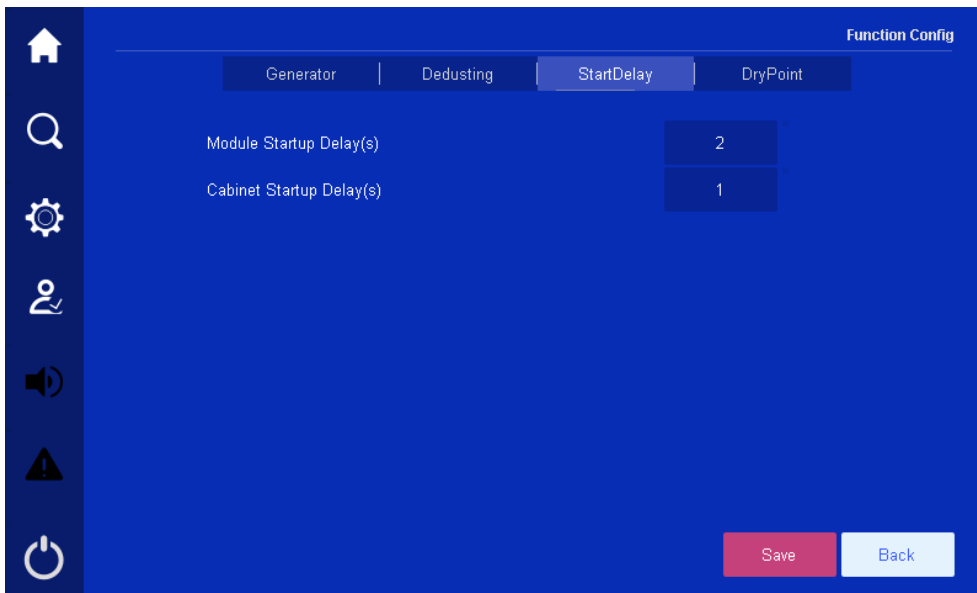 Function Config
Generator Dedusting StartDelay DryPoint
Module Startup Delay(s) 2
Cabinet Startup Delay(s) 1
Save Back